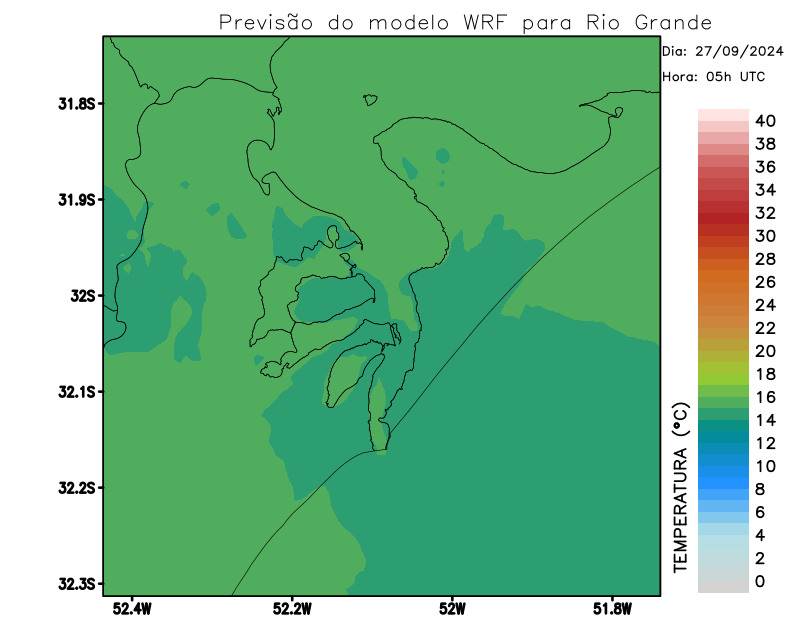 Previsão do modelo WRF para Rio Grande
Dia: 27/09/2024
Hora: 05h UTC
31.8S
31.9S
32S
32.1S
32.2S
32.3S
52.4W
52.2W
52W
51.8W
TEMPERATURA (°C)
40
38
36
34
32
30
28
26
24
22
20
18
16
14
12
10
8
6
4
2
0